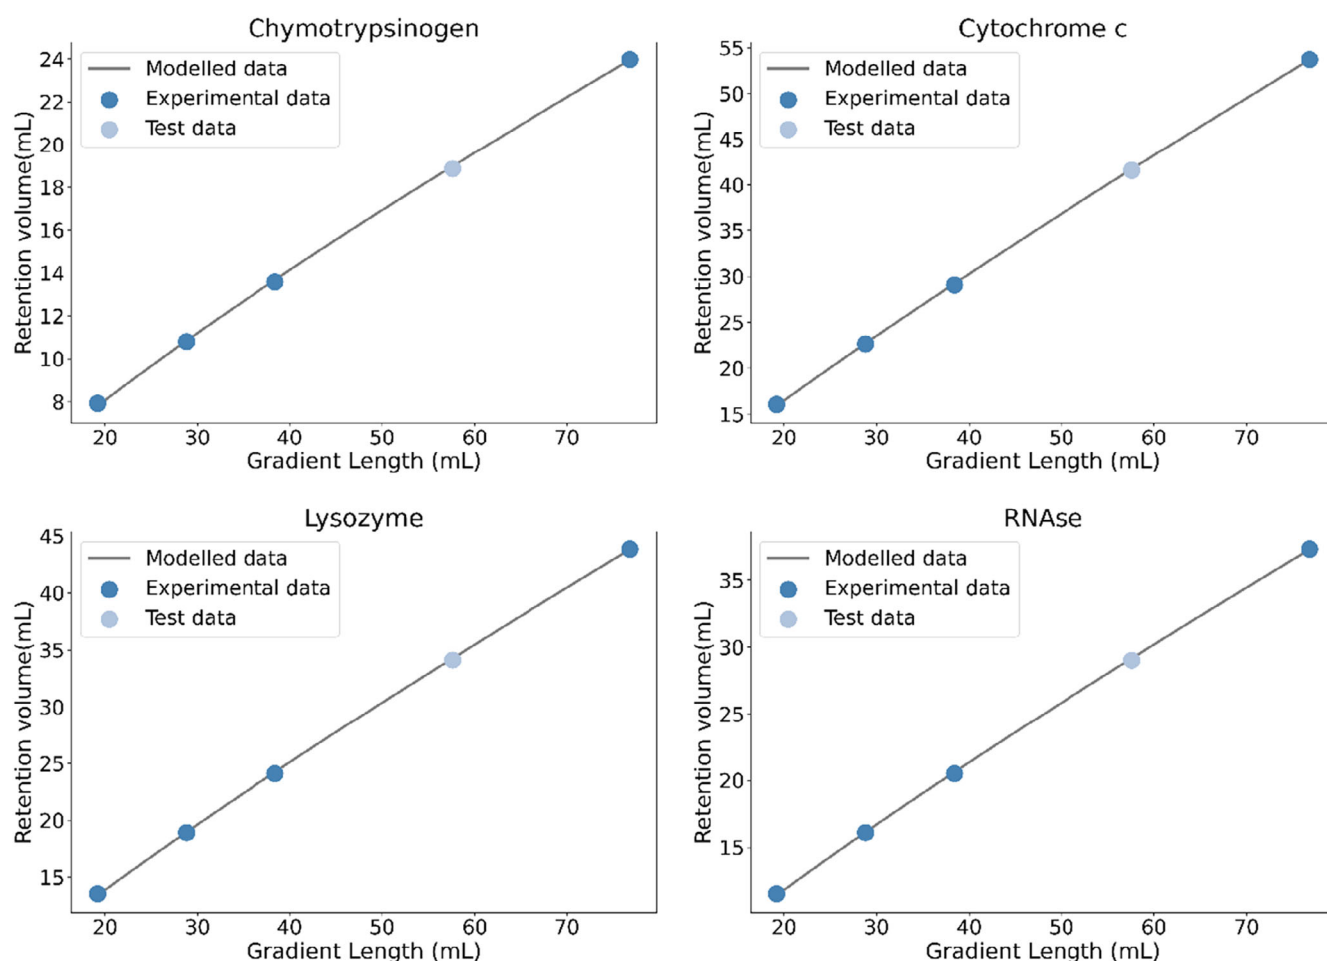 Chymotrypsinogen
Modelled data
Experimental data
Test data
24
22
20
18
16
14
12
10
8
Retention volume(mL)
20 30 40 50 60 70
Gradient Length (mL)
Cytochrome c
Modelled data
Experimental data
Test data
55
50
45
40
35
30
25
20
15
Retention volume(mL)
20 30 40 50 60 70
Gradient Length (mL)
Lysozyme
Modelled data
Experimental data
Test data
45
40
35
30
25
20
15
Retention volume(mL)
20 30 40 50 60 70
Gradient Length (mL)
RNAse
Modelled data
Experimental data
Test data
35
30
25
20
15
Retention volume(mL)
20 30 40 50 60 70
Gradient Length (mL)